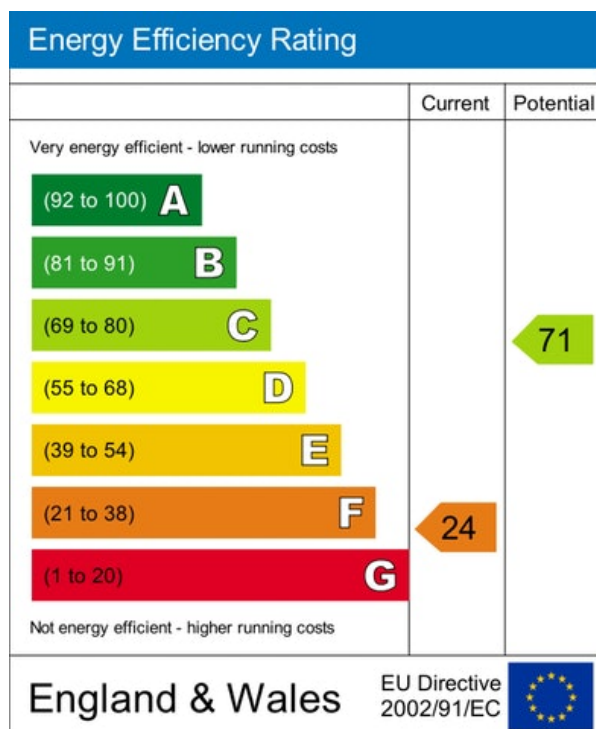 Energy Efficiency Rating
Current Potential
Very energy efficient - lower running costs
(92 to 100) A
(81 to 91) B
(69 to 80) C
71
(55 to 68) D
(39 to 54) E
(21 to 38) F
24
(1 to 20) G
Not energy efficient - higher running costs
England & Wales
EU Directive
2002/91/EC